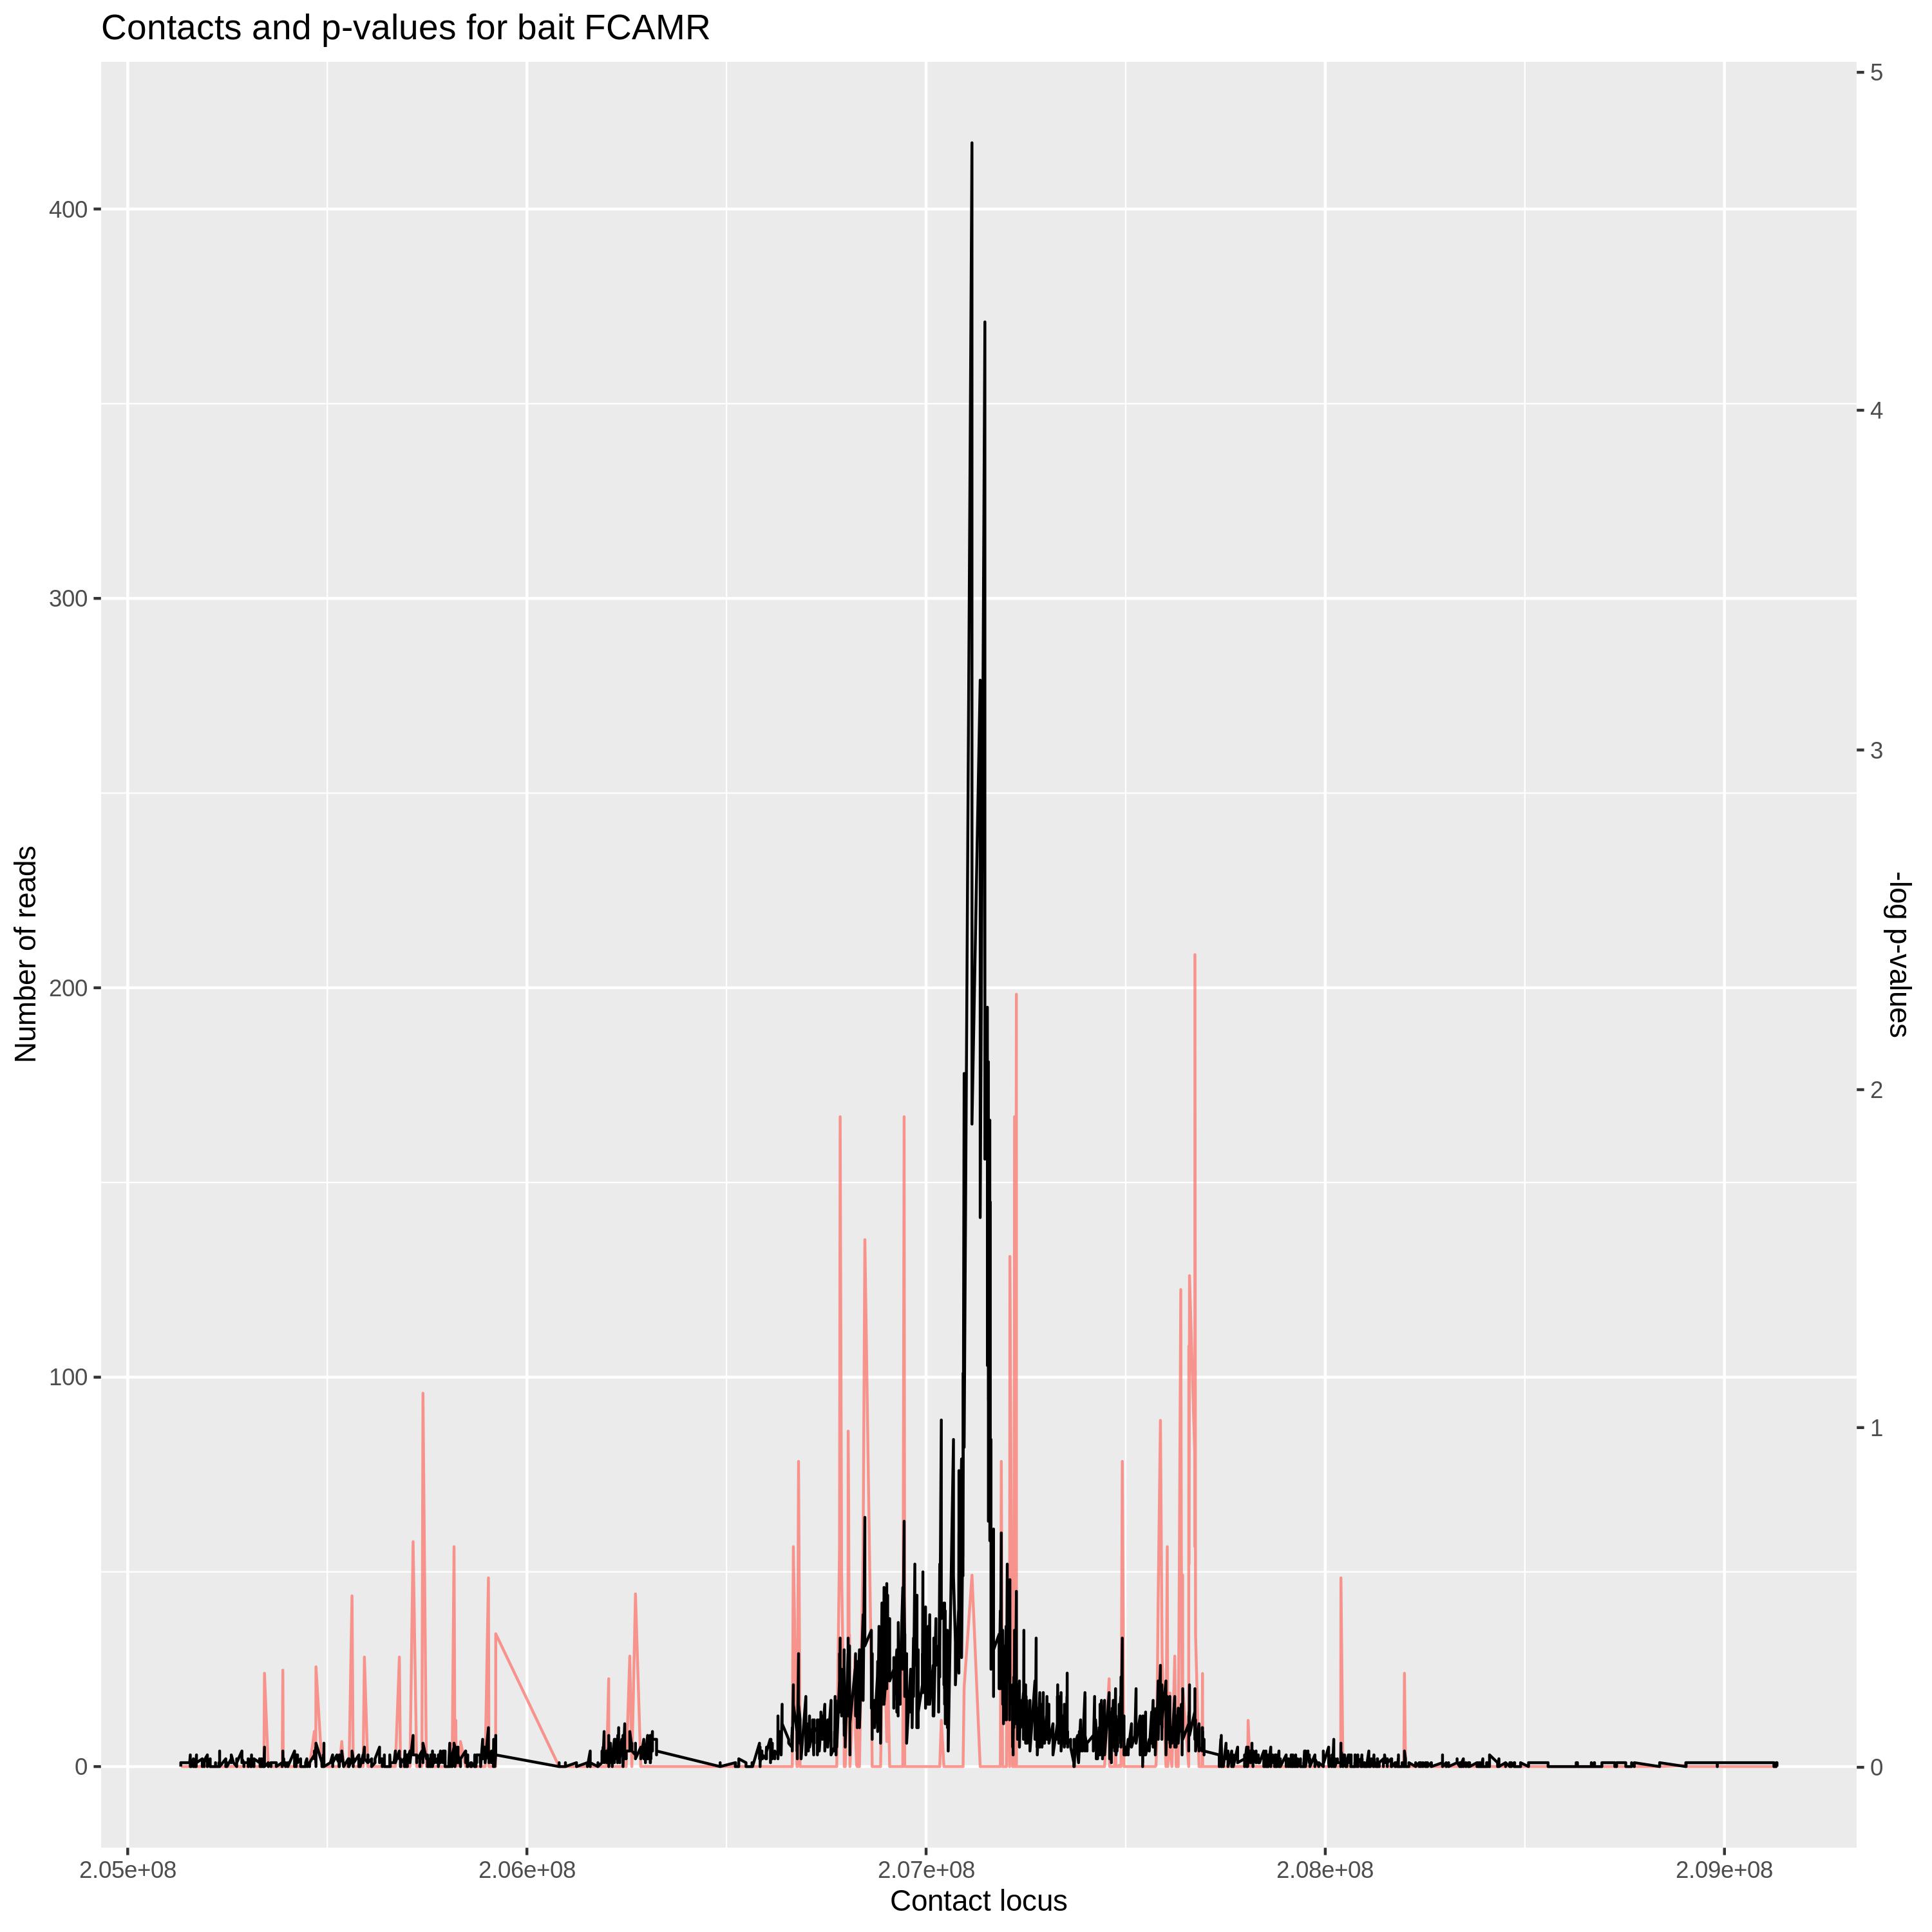 Contacts and p-values for bait FCAMR
5
400
4
300
3
Number of reads
-log p-values
200
2
100
1
0
0
2.05e+08 2.06e+08 2.07e+08 2.08e+08 2.09e+08
Contact locus